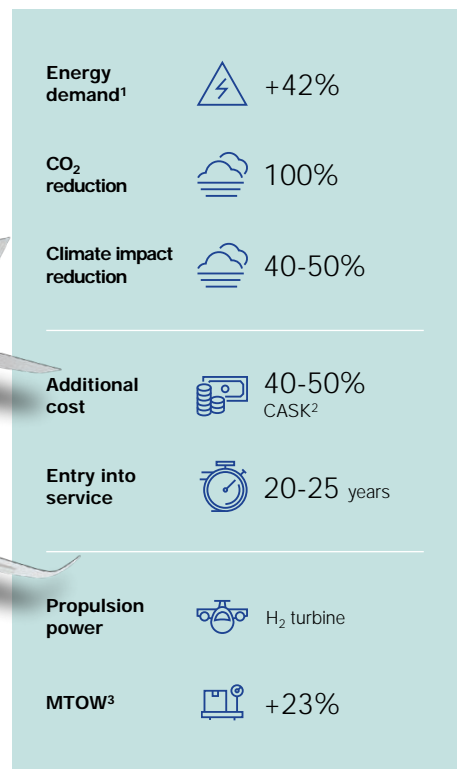 Energy
demand¹
+42%
CO₂
reduction
100%
Climate impact
reduction
40-50%
Additional
cost
40-50%
CASK²
Entry into
service
20-25 years
Propulsion
power
H₂ turbine
MTOW³
+23%